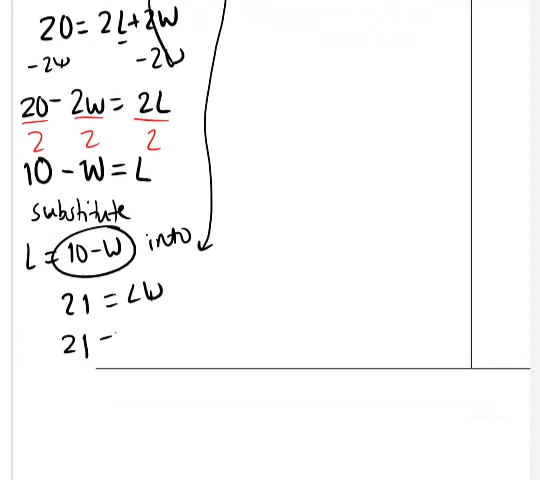 20 = 2L + 2W
-2W -2W
20 - 2W = 2L
2 2 2
10 - W = L
substitute
L = 10 - W into
21 = LW
21 =